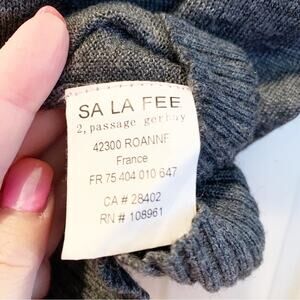 SA LA FEE
2, passage gerbay
42300 ROANNE
France
FR 75 404 010 647
CA # 28402
RN # 108961